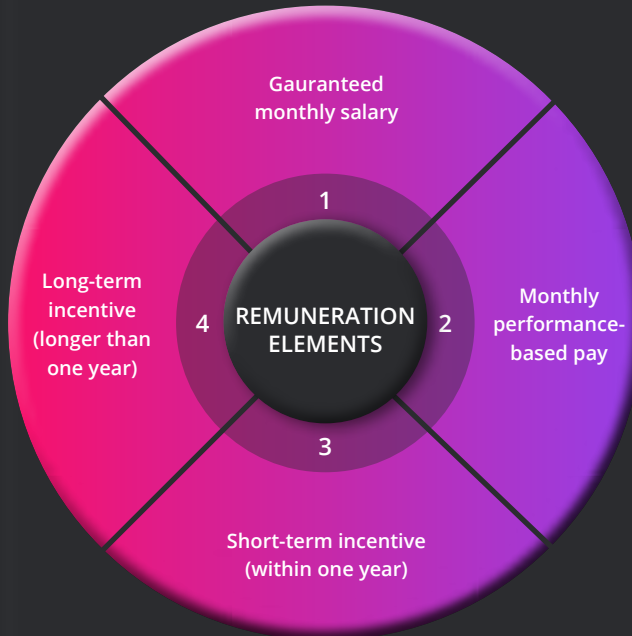 Gauranteed
monthly salary
1
Long-term
incentive
(longer than
one year)
4
REMUNERATION
ELEMENTS
2
Monthly
performance-
based pay
3
Short-term incentive
(within one year)